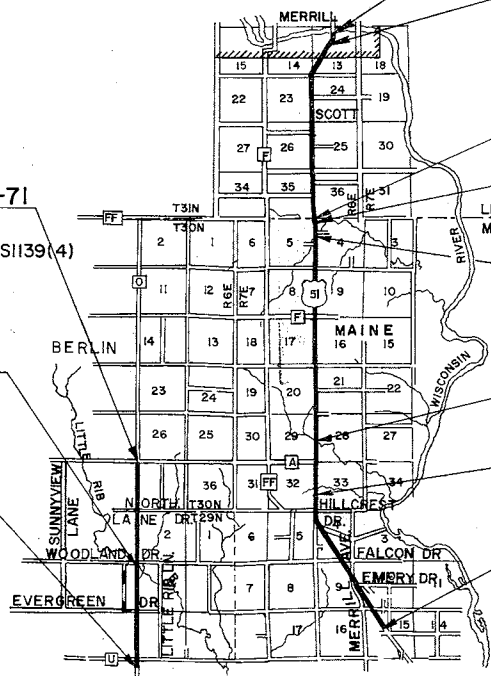 MERRILL
15 14 13 18
24
22 23 19
SCOTT
27 26 25 30
F
34 35 36 31
R6E R7E
-71
FF T31N
T30N
S1139(4)
2 1 6 5 4 3
L
M
RIVER
O
11 12 R6E R7E 7 8 51 9 10
F
MAINE
BERLIN 14 13 18 17 16 15
WISCONSIN
23 24 19 20 21 22
LITTLE RIB
26 25 30 29 28 27
A
36 31 FF 32 33 34
SUNNYVIEW LANE
NORTH T30N HILLCREST
LANE DR. T29N DR.
2 1 6 5 3
WOODLAND DR. FALCON DR
7 8 9 EMERY DR.
EVERGREEN DR
LITTLE RIB LN.
MERRILL AVE
17 16 15 14
U